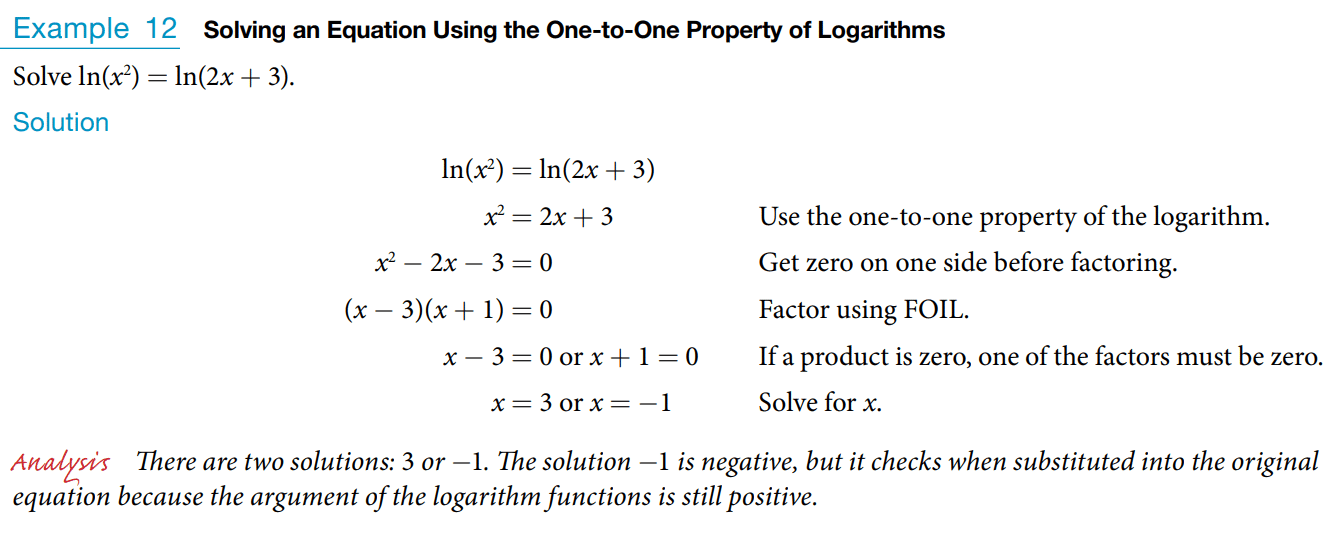 Example 12 Solving an Equation Using the One-to-One Property of Logarithms
Solve ln(x²) = ln(2x + 3).
Solution
ln(x²) = ln(2x + 3)
x² = 2x + 3 Use the one-to-one property of the logarithm.
x² − 2x − 3 = 0 Get zero on one side before factoring.
(x − 3)(x + 1) = 0 Factor using FOIL.
x − 3 = 0 or x + 1 = 0 If a product is zero, one of the factors must be zero.
x = 3 or x = −1 Solve for x.
Analysis There are two solutions: 3 or −1. The solution −1 is negative, but it checks when substituted into the original
equation because the argument of the logarithm functions is still positive.